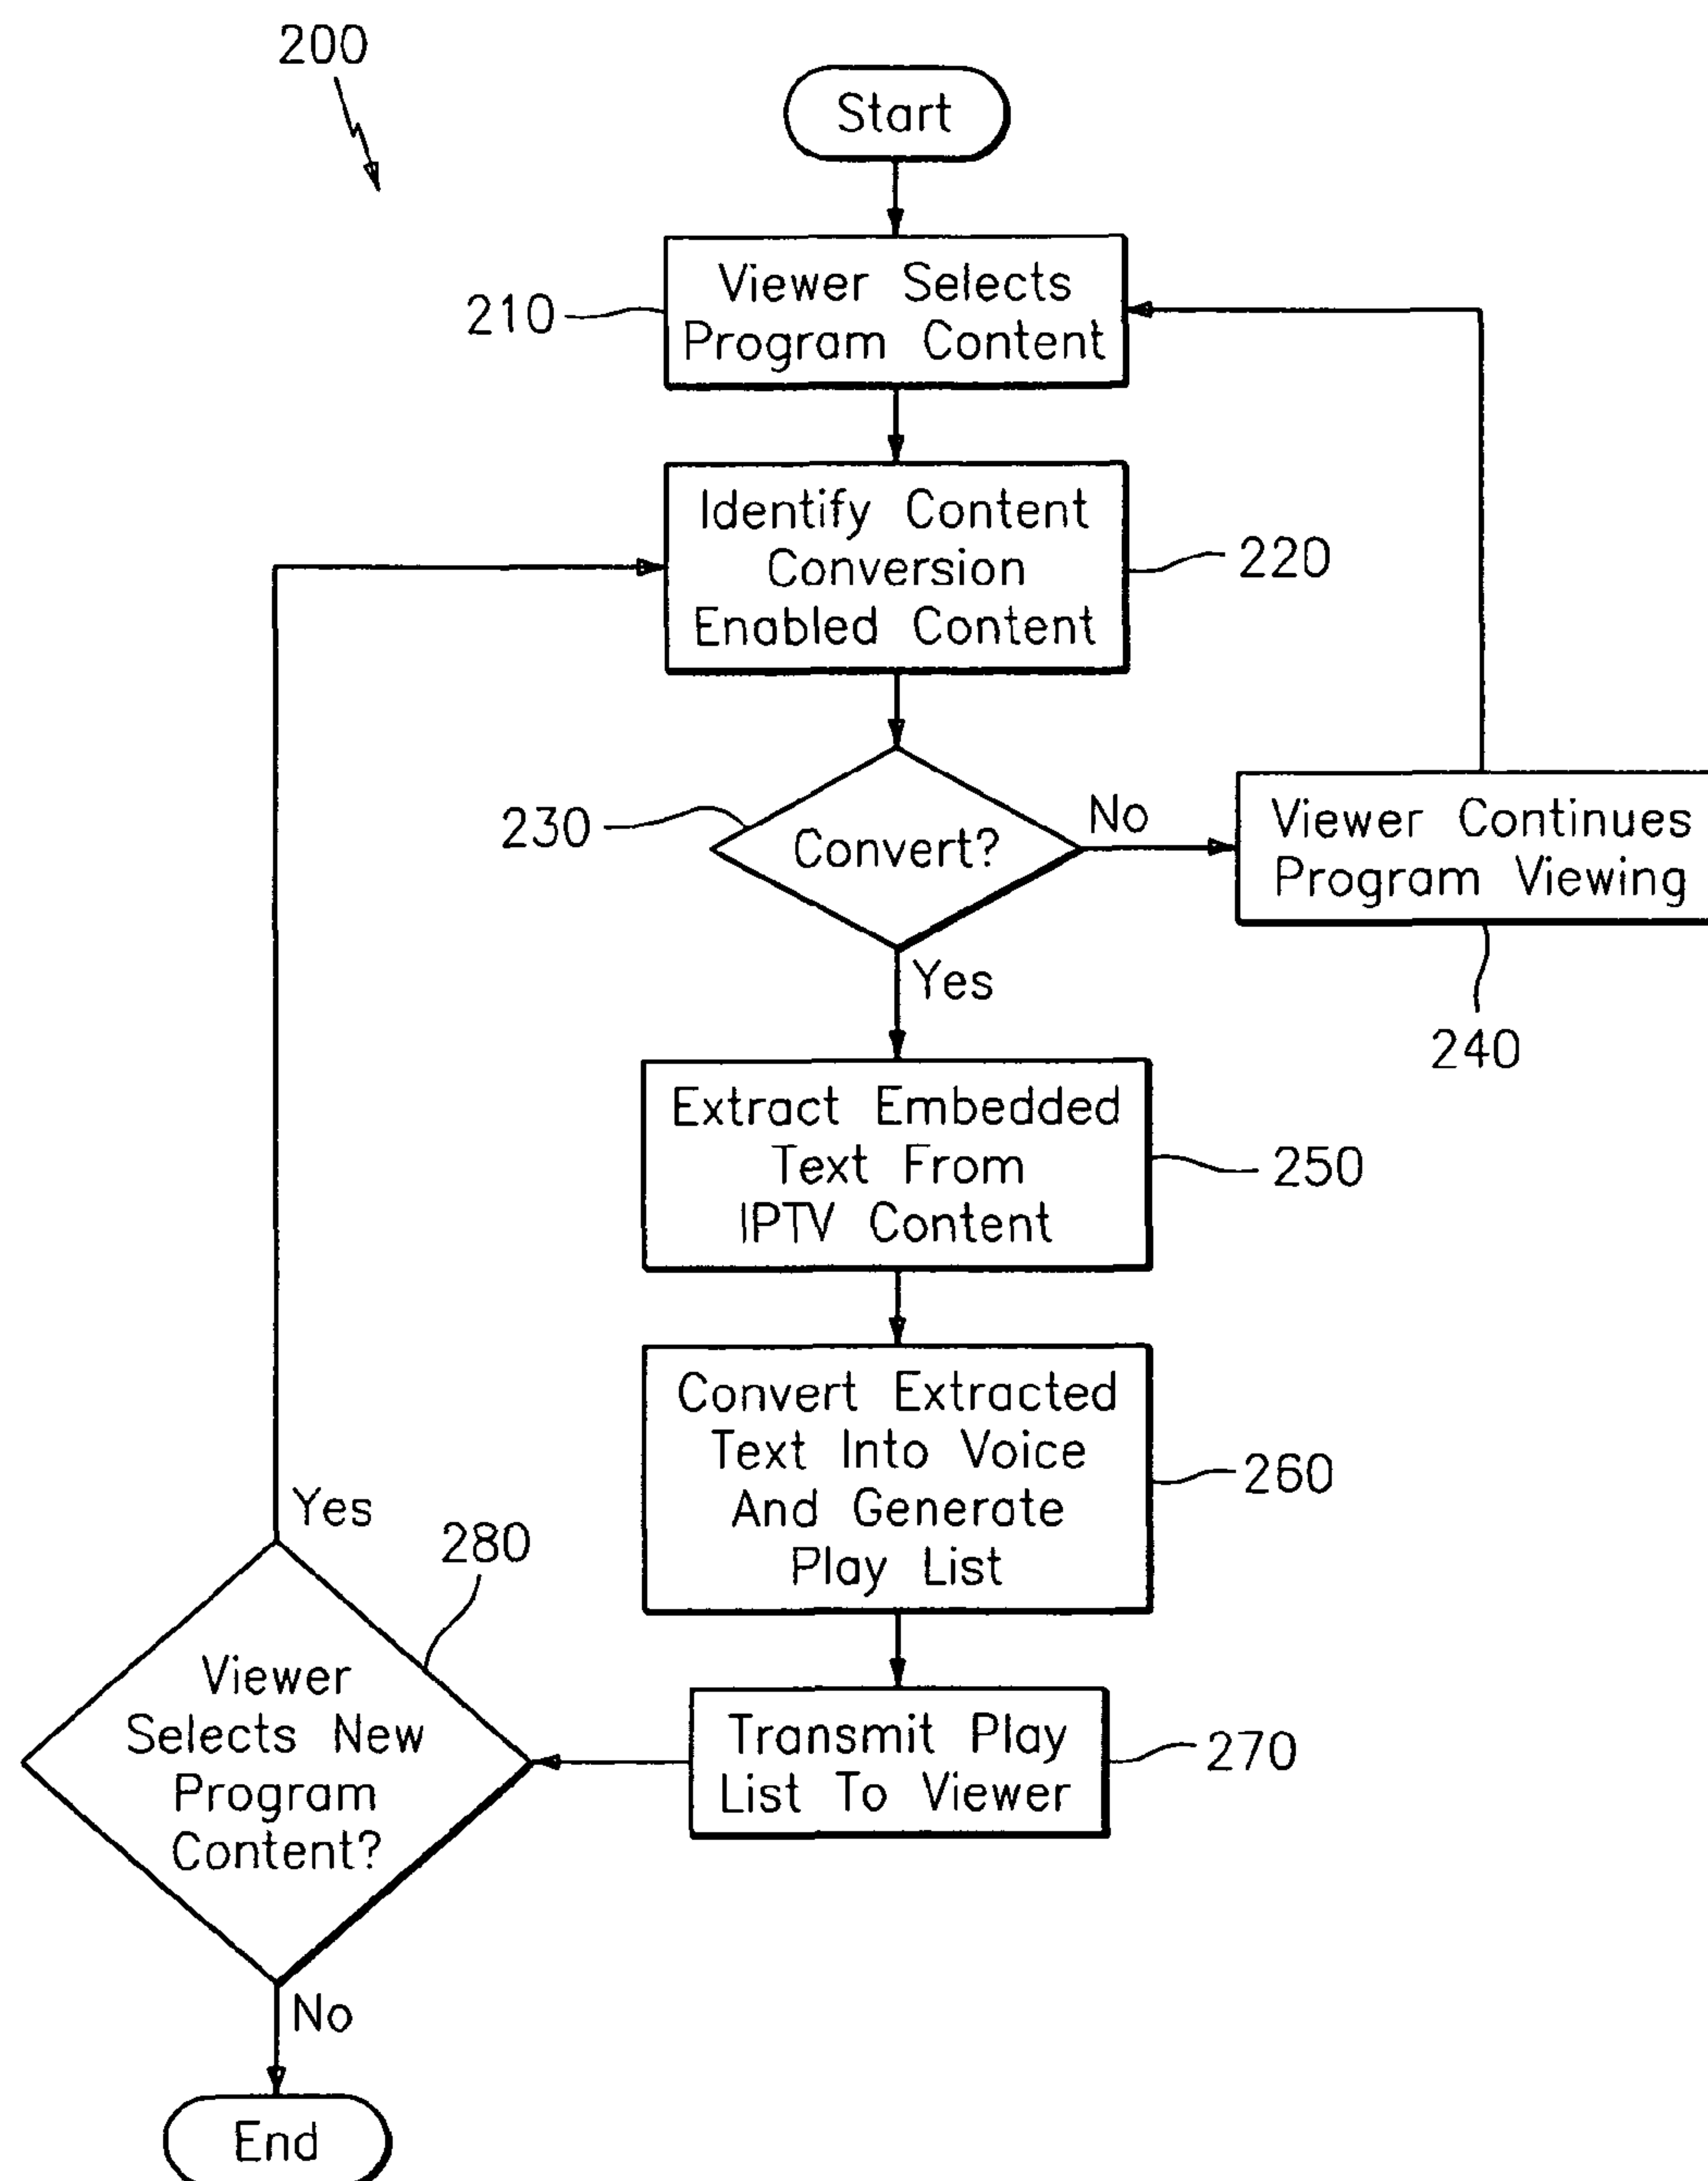 200
Start
210
Viewer Selects
Program Content
Identify Content
Conversion
Enabled Content
220
230
Convert?
No
Viewer Continues
Program Viewing
240
Yes
Extract Embedded
Text From
IPTV Content
250
Convert Extracted
Text Into Voice
And Generate
Play List
260
Yes
280
Viewer
Selects New
Program
Content?
Transmit Play
List To Viewer
270
No
End